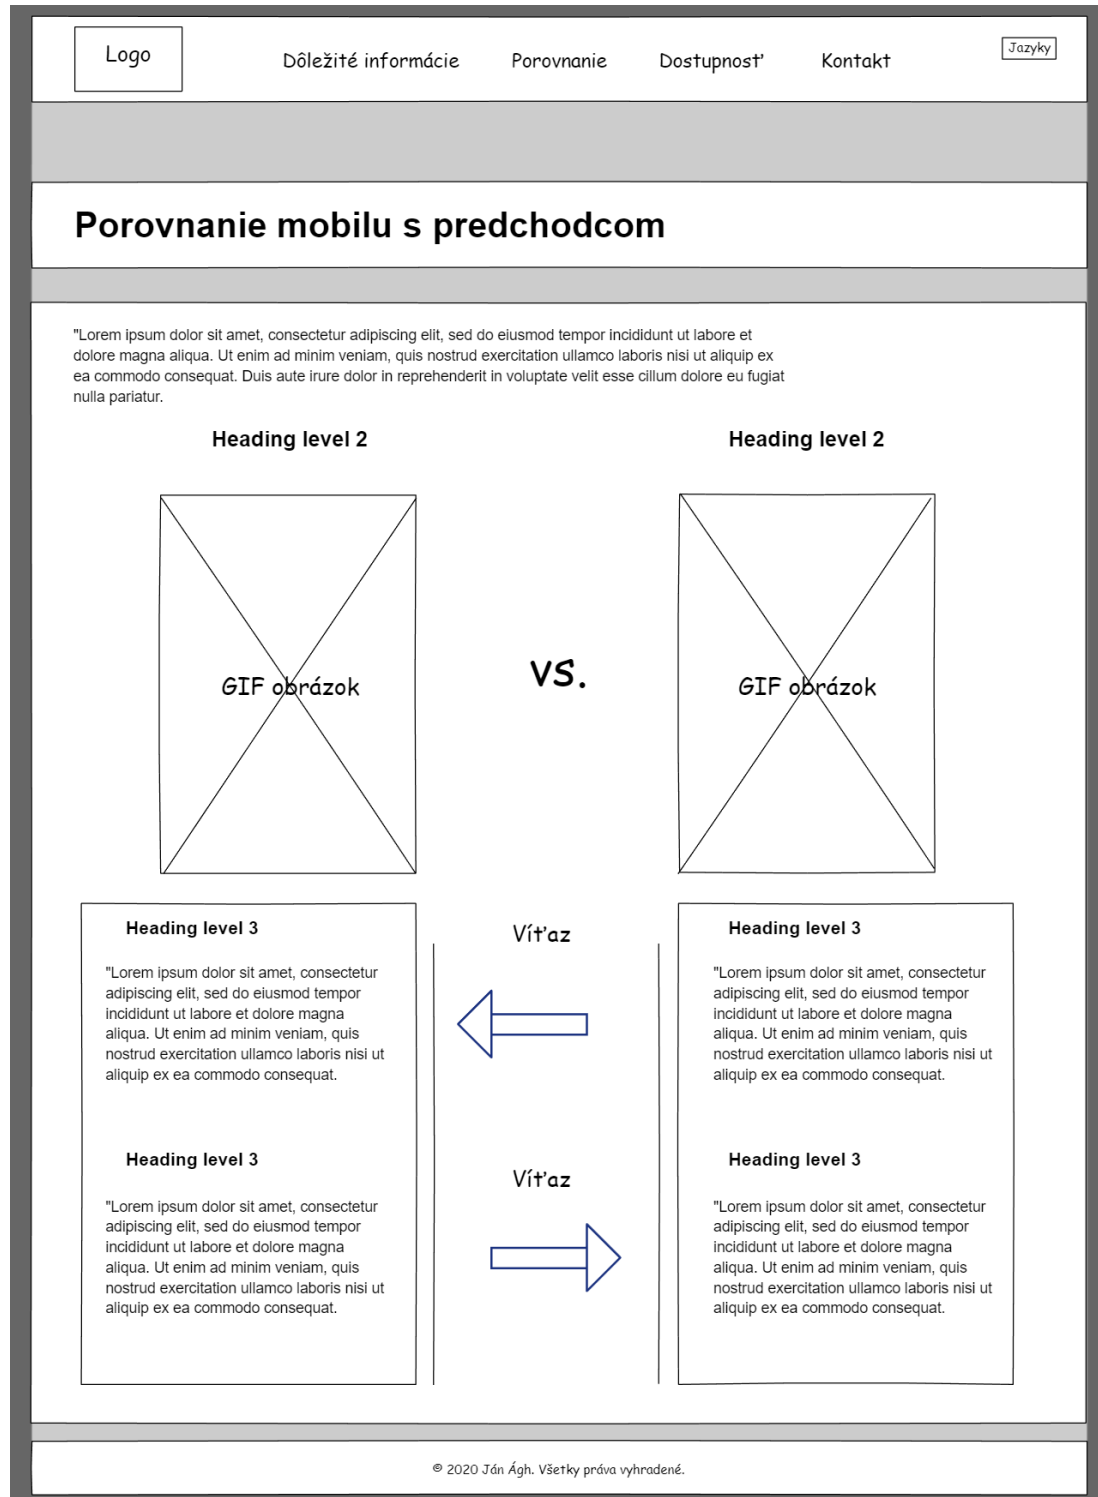 Logo
Dôležité informácie
Porovnanie
Dostupnosť
Kontakt
Jazyky
Porovnanie mobilu s predchodcom
"Lorem ipsum dolor sit amet, consectetur adipiscing elit, sed do eiusmod tempor incididunt ut labore et
dolore magna aliqua. Ut enim ad minim veniam, quis nostrud exercitation ullamco laboris nisi ut aliquip ex
ea commodo consequat. Duis aute irure dolor in reprehenderit in voluptate velit esse cillum dolore eu fugiat
nulla pariatur.
Heading level 2
Heading level 2
GIF obrázok
vs.
GIF obrázok
Heading level 3
"Lorem ipsum dolor sit amet, consectetur
adipiscing elit, sed do eiusmod tempor
incididunt ut labore et dolore magna
aliqua. Ut enim ad minim veniam, quis
nostrud exercitation ullamco laboris nisi ut
aliquip ex ea commodo consequat.
Víťaz
Heading level 3
"Lorem ipsum dolor sit amet, consectetur
adipiscing elit, sed do eiusmod tempor
incididunt ut labore et dolore magna
aliqua. Ut enim ad minim veniam, quis
nostrud exercitation ullamco laboris nisi ut
aliquip ex ea commodo consequat.
Heading level 3
"Lorem ipsum dolor sit amet, consectetur
adipiscing elit, sed do eiusmod tempor
incididunt ut labore et dolore magna
aliqua. Ut enim ad minim veniam, quis
nostrud exercitation ullamco laboris nisi ut
aliquip ex ea commodo consequat.
Víťaz
Heading level 3
"Lorem ipsum dolor sit amet, consectetur
adipiscing elit, sed do eiusmod tempor
incididunt ut labore et dolore magna
aliqua. Ut enim ad minim veniam, quis
nostrud exercitation ullamco laboris nisi ut
aliquip ex ea commodo consequat.
© 2020 Ján Ágh. Všetky práva vyhradené.